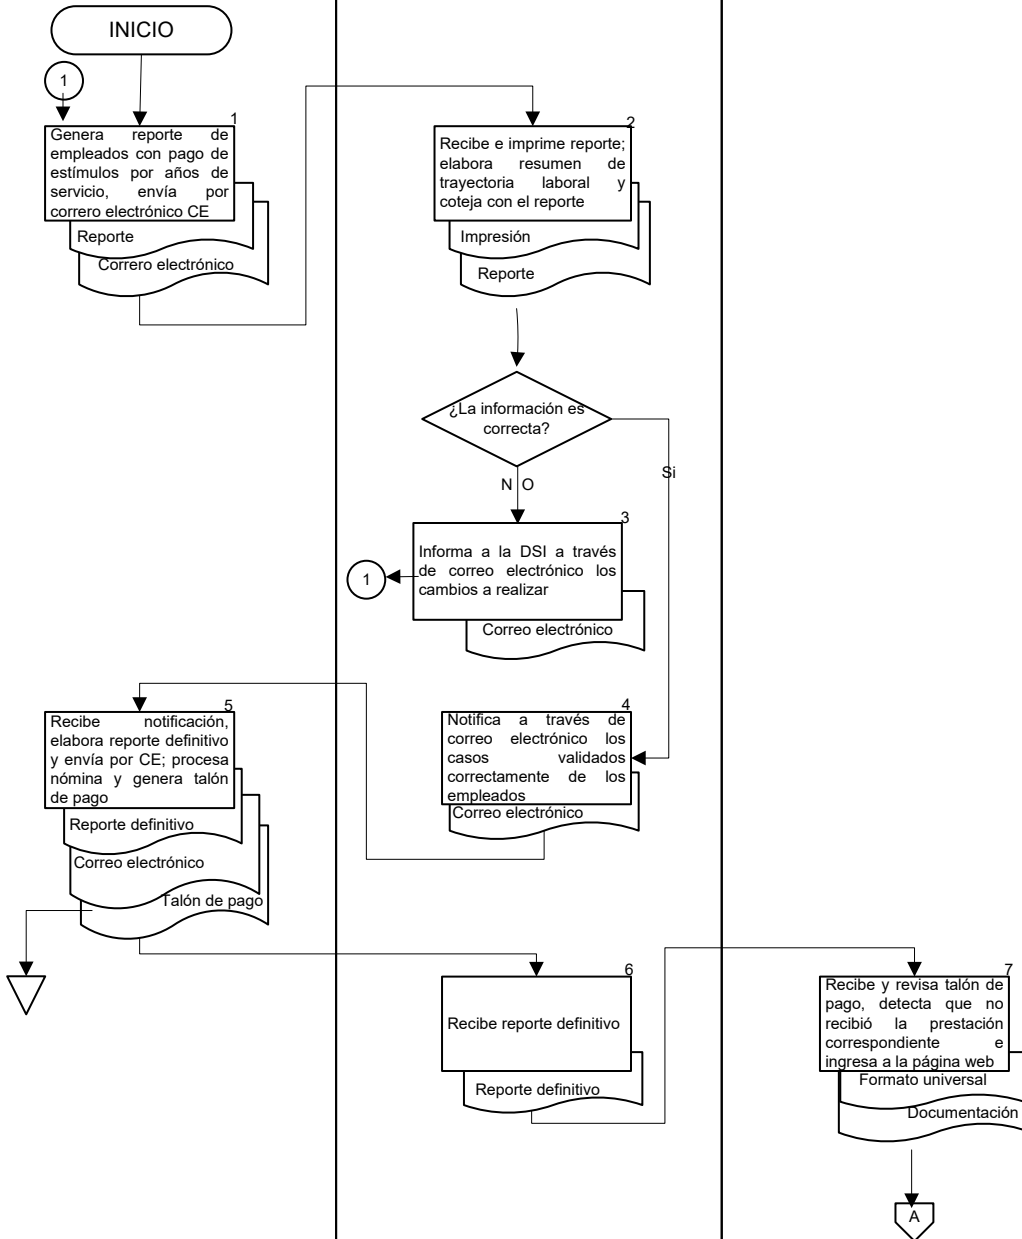 INICIO
1
1
Genera reporte de
empleados con pago de
estímulos por años de
servicio, envía por
correro electrónico CE
Reporte
Correro electrónico
2
Recibe e imprime reporte;
elabora resumen de
trayectoria laboral y
coteja con el reporte
Impresión
Reporte
¿La información es
correcta?
Si
N O
3
Informa a la DSI a través
de correo electrónico los
cambios a realizar
1
Correo electrónico
4
Notifica a través de
correo electrónico los
casos validados
correctamente de los
empleados
Correo electrónico
5
Recibe notificación,
elabora reporte definitivo
y envía por CE; procesa
nómina y genera talón
de pago
Reporte definitivo
Correo electrónico
Talón de pago
6
Recibe reporte definitivo
Reporte definitivo
7
Recibe y revisa talón de
pago, detecta que no
recibió la prestación
correspondiente e
ingresa a la página web
Formato universal
Documentación
A